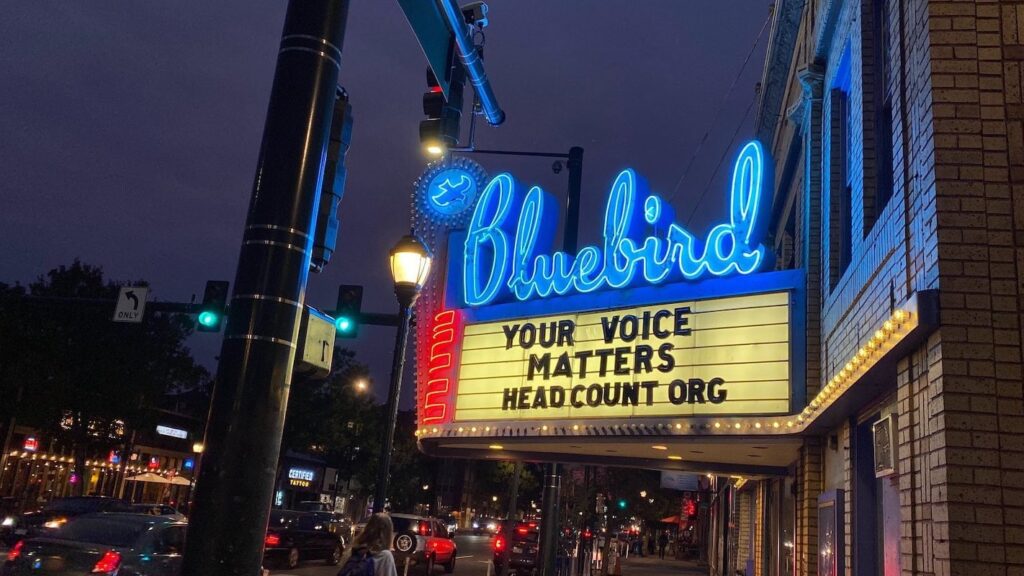 Bluebird
YOUR VOICE
MATTERS
HEADCOUNT ORG
ONLY
CERTIFIED
TATTOO